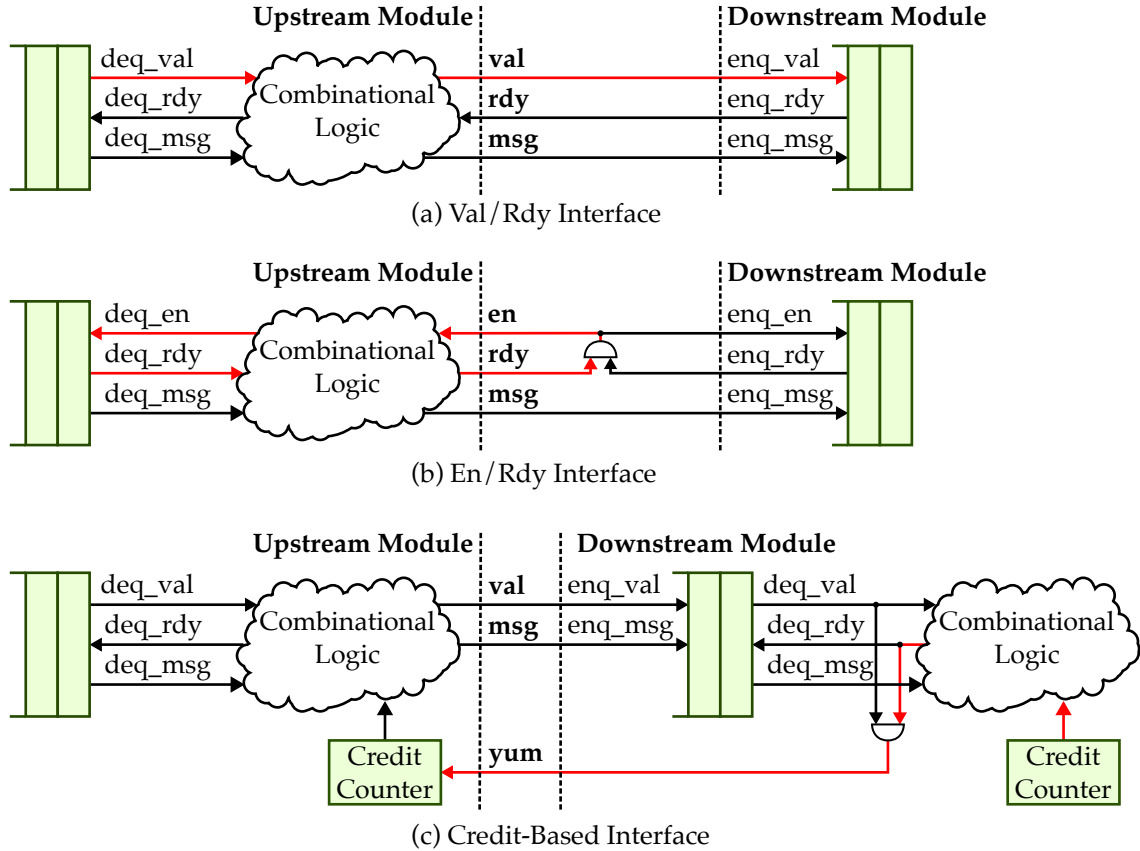 Upstream Module Downstream Module
deq_val val enq_val
deq_rdy Combinational rdy enq_rdy
deq_msg Logic msg enq_msg
(a) Val/Rdy Interface
Upstream Module Downstream Module
deq_en en enq_en
deq_rdy Combinational rdy enq_rdy
deq_msg Logic msg enq_msg
(b) En/Rdy Interface
Upstream Module Downstream Module
deq_val val enq_val deq_val
deq_rdy Combinational msg enq_msg deq_rdy Combinational
deq_msg Logic deq_msg Logic
Credit yum Credit
Counter Counter
(c) Credit-Based Interface